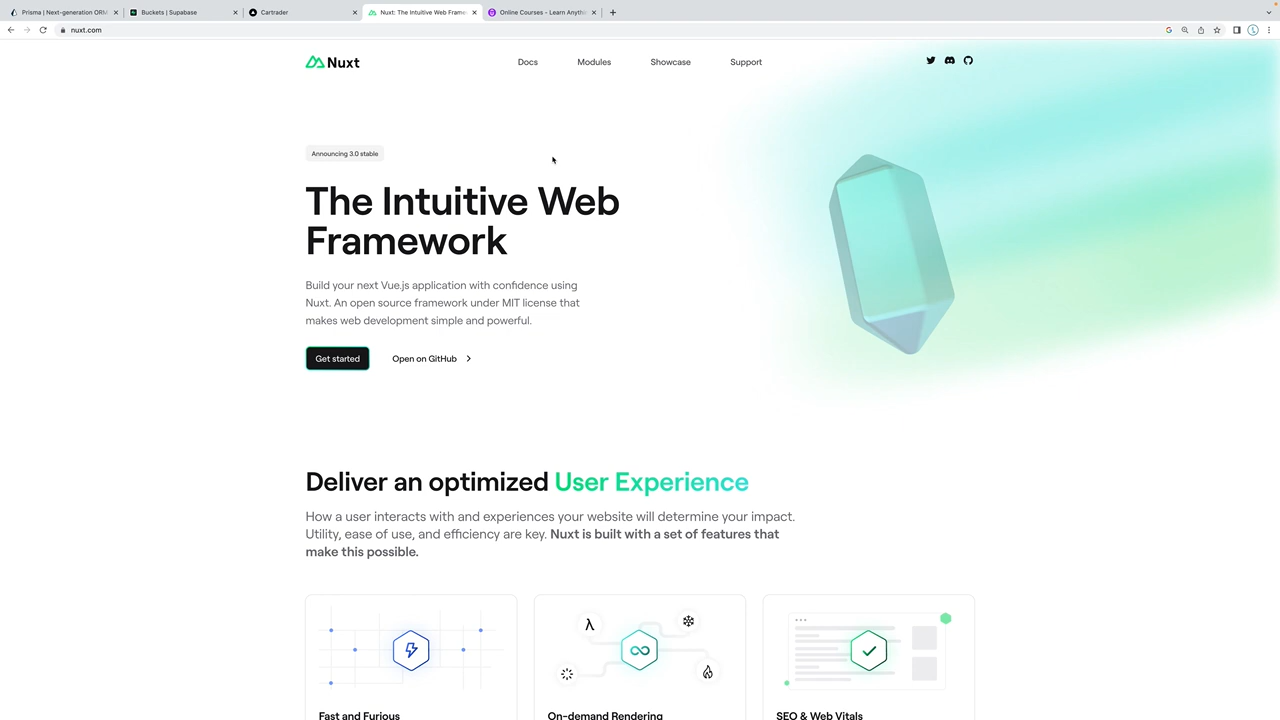 Prisma | Next-generation ORM
Buckets | Supabase
Cartrader
Nuxt: The Intuitive Web Fram
Online Courses - Learn Anyth
nuxt.com
Nuxt
Docs
Modules
Showcase
Support
Announcing 3.0 stable
The Intuitive Web
Framework
Build your next Vue.js application with confidence using
Nuxt. An open source framework under MIT license that
makes web development simple and powerful.
Get started
Open on GitHub
Deliver an optimized User Experience
How a user interacts with and experiences your website will determine your impact.
Utility, ease of use, and efficiency are key. Nuxt is built with a set of features that
make this possible.
λ
Fast and Furious
On-demand Rendering
SEO & Web Vitals